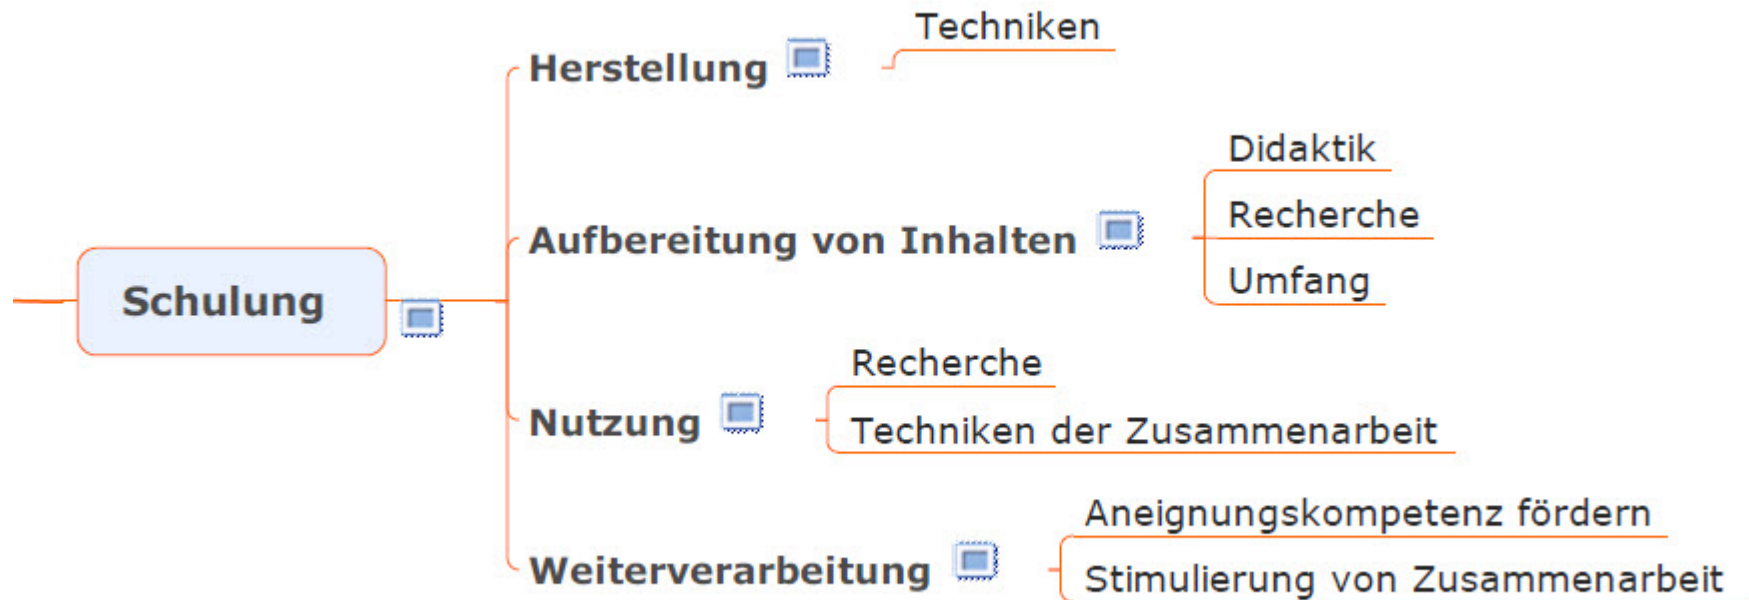 Schulung
Herstellung
Techniken
Aufbereitung von Inhalten
Didaktik
Recherche
Umfang
Nutzung
Recherche
Techniken der Zusammenarbeit
Weiterverarbeitung
Aneignungskompetenz fördern
Stimulierung von Zusammenarbeit